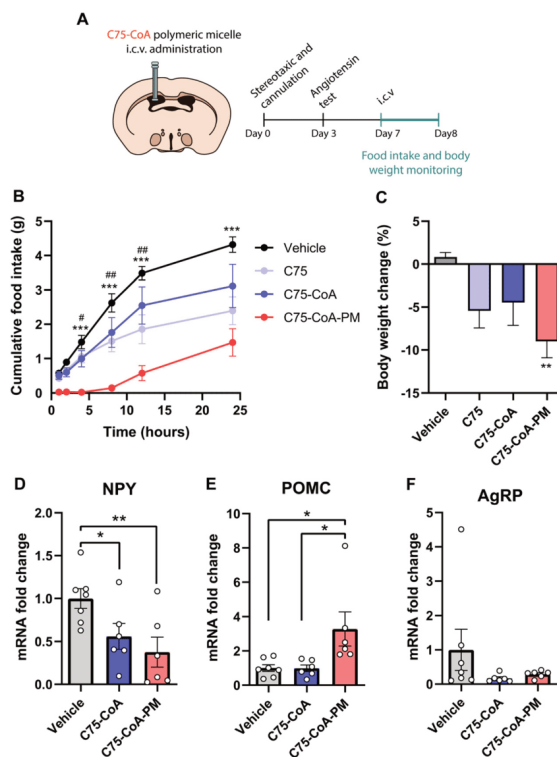 A
C75-CoA polymeric micelle
i.c.v. administration
Stereotaxic and
cannulation
Angiotensin
test
i.c.v
Day 0
Day 3
Day 7
Day8
Food intake and body
weight monitoring
B
Cumulative food intake (g)
5
4
3
2
1
0
0
5
10
15
20
25
Time (hours)
#
***
##
***
##
***
***
Vehicle
C75
C75-CoA
C75-CoA-PM
C
Body weight change (%)
5
0
-5
-10
-15
**
Vehicle
C75
C75-CoA
C75-CoA-PM
D
NPY
mRNA fold change
2.0
1.5
1.0
0.5
0.0
**
*
Vehicle
C75-CoA
C75-CoA-PM
E
POMC
mRNA fold change
10
8
6
4
2
0
*
*
Vehicle
C75-CoA
C75-CoA-PM
F
AgRP
mRNA fold change
5
4
3
2
1
0
Vehicle
C75-CoA
C75-CoA-PM